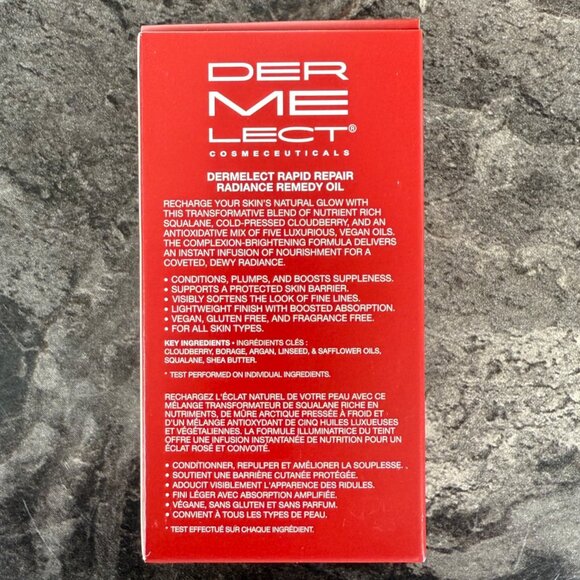 DER
ME
LECT®
COSMECEUTICALS
DERMELECT RAPID REPAIR
RADIANCE REMEDY OIL
RECHARGE YOUR SKIN'S NATURAL GLOW WITH
THIS TRANSFORMATIVE BLEND OF NUTRIENT RICH
SQUALANE, COLD-PRESSED CLOUDBERRY, AND AN
ANTIOXIDATIVE MIX OF FIVE LUXURIOUS, VEGAN OILS.
THE COMPLEXION-BRIGHTENING FORMULA DELIVERS
AN INSTANT INFUSION OF NOURISHMENT FOR A
COVETED, DEWY RADIANCE.
• CONDITIONS, PLUMPS, AND BOOSTS SUPPLENESS.
• SUPPORTS A PROTECTED SKIN BARRIER.
• VISIBLY SOFTENS THE LOOK OF FINE LINES.
• LIGHTWEIGHT FINISH WITH BOOSTED ABSORPTION.
• VEGAN, GLUTEN FREE, AND FRAGRANCE FREE.
• FOR ALL SKIN TYPES.
KEY INGREDIENTS • INGRÉDIENTS CLÉS :
CLOUDBERRY, BORAGE, ARGAN, LINSEED, & SAFFLOWER OILS,
SQUALANE, SHEA BUTTER.
* TEST PERFORMED ON INDIVIDUAL INGREDIENTS.
RECHARGEZ L'ÉCLAT NATUREL DE VOTRE PEAU AVEC CE
MÉLANGE TRANSFORMATEUR DE SQUALANE RICHE EN
NUTRIMENTS, DE MÛRE ARCTIQUE PRESSÉE À FROID ET
D'UN MÉLANGE ANTIOXYDANT DE CINQ HUILES LUXUEUSES
ET VÉGÉTALIENNES. LA FORMULE ILLUMINATRICE DU TEINT
OFFRE UNE INFUSION INSTANTANÉE DE NUTRITION POUR UN
ÉCLAT ROSÉ ET CONVOITÉ.
• CONDITIONNER, REPULPER ET AMÉLIORER LA SOUPLESSE.
• SOUTIENT UNE BARRIÈRE CUTANÉE PROTÉGÉE.
• ADOUCIT VISIBLEMENT L'APPARENCE DES RIDULES.
• FINI LÉGER AVEC ABSORPTION AMPLIFIÉE.
• VÉGANE, SANS GLUTEN ET SANS PARFUM.
• CONVIENT À TOUS LES TYPES DE PEAU.
* TEST EFFECTUÉ SUR CHAQUE INGRÉDIENT.